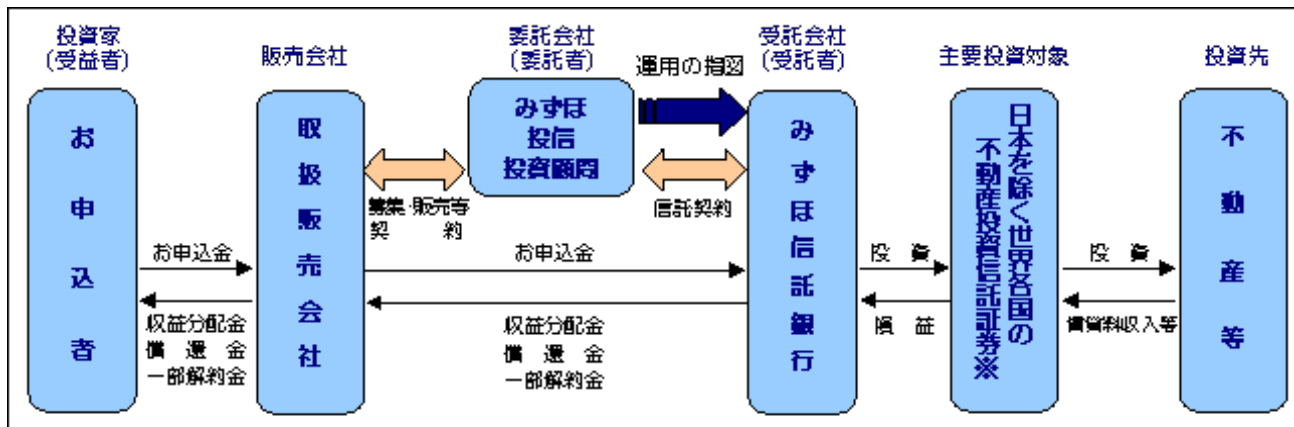 投資家
(受益者)
お申込者
お申込金
収益分配金
償還金
一部解約金
販売会社
取扱販売会社
募集・販売等
契約
委託会社
(委託者)
みずほ
投信
投資顧問
運用の指図
信託契約
お申込金
収益分配金
償還金
一部解約金
受託会社
(受託者)
みずほ信託銀行
投資
損益
主要投資対象
日本を除く世界各国の
不動産投資信託証券※
投資
賃貸料収入等
投資先
不動産等